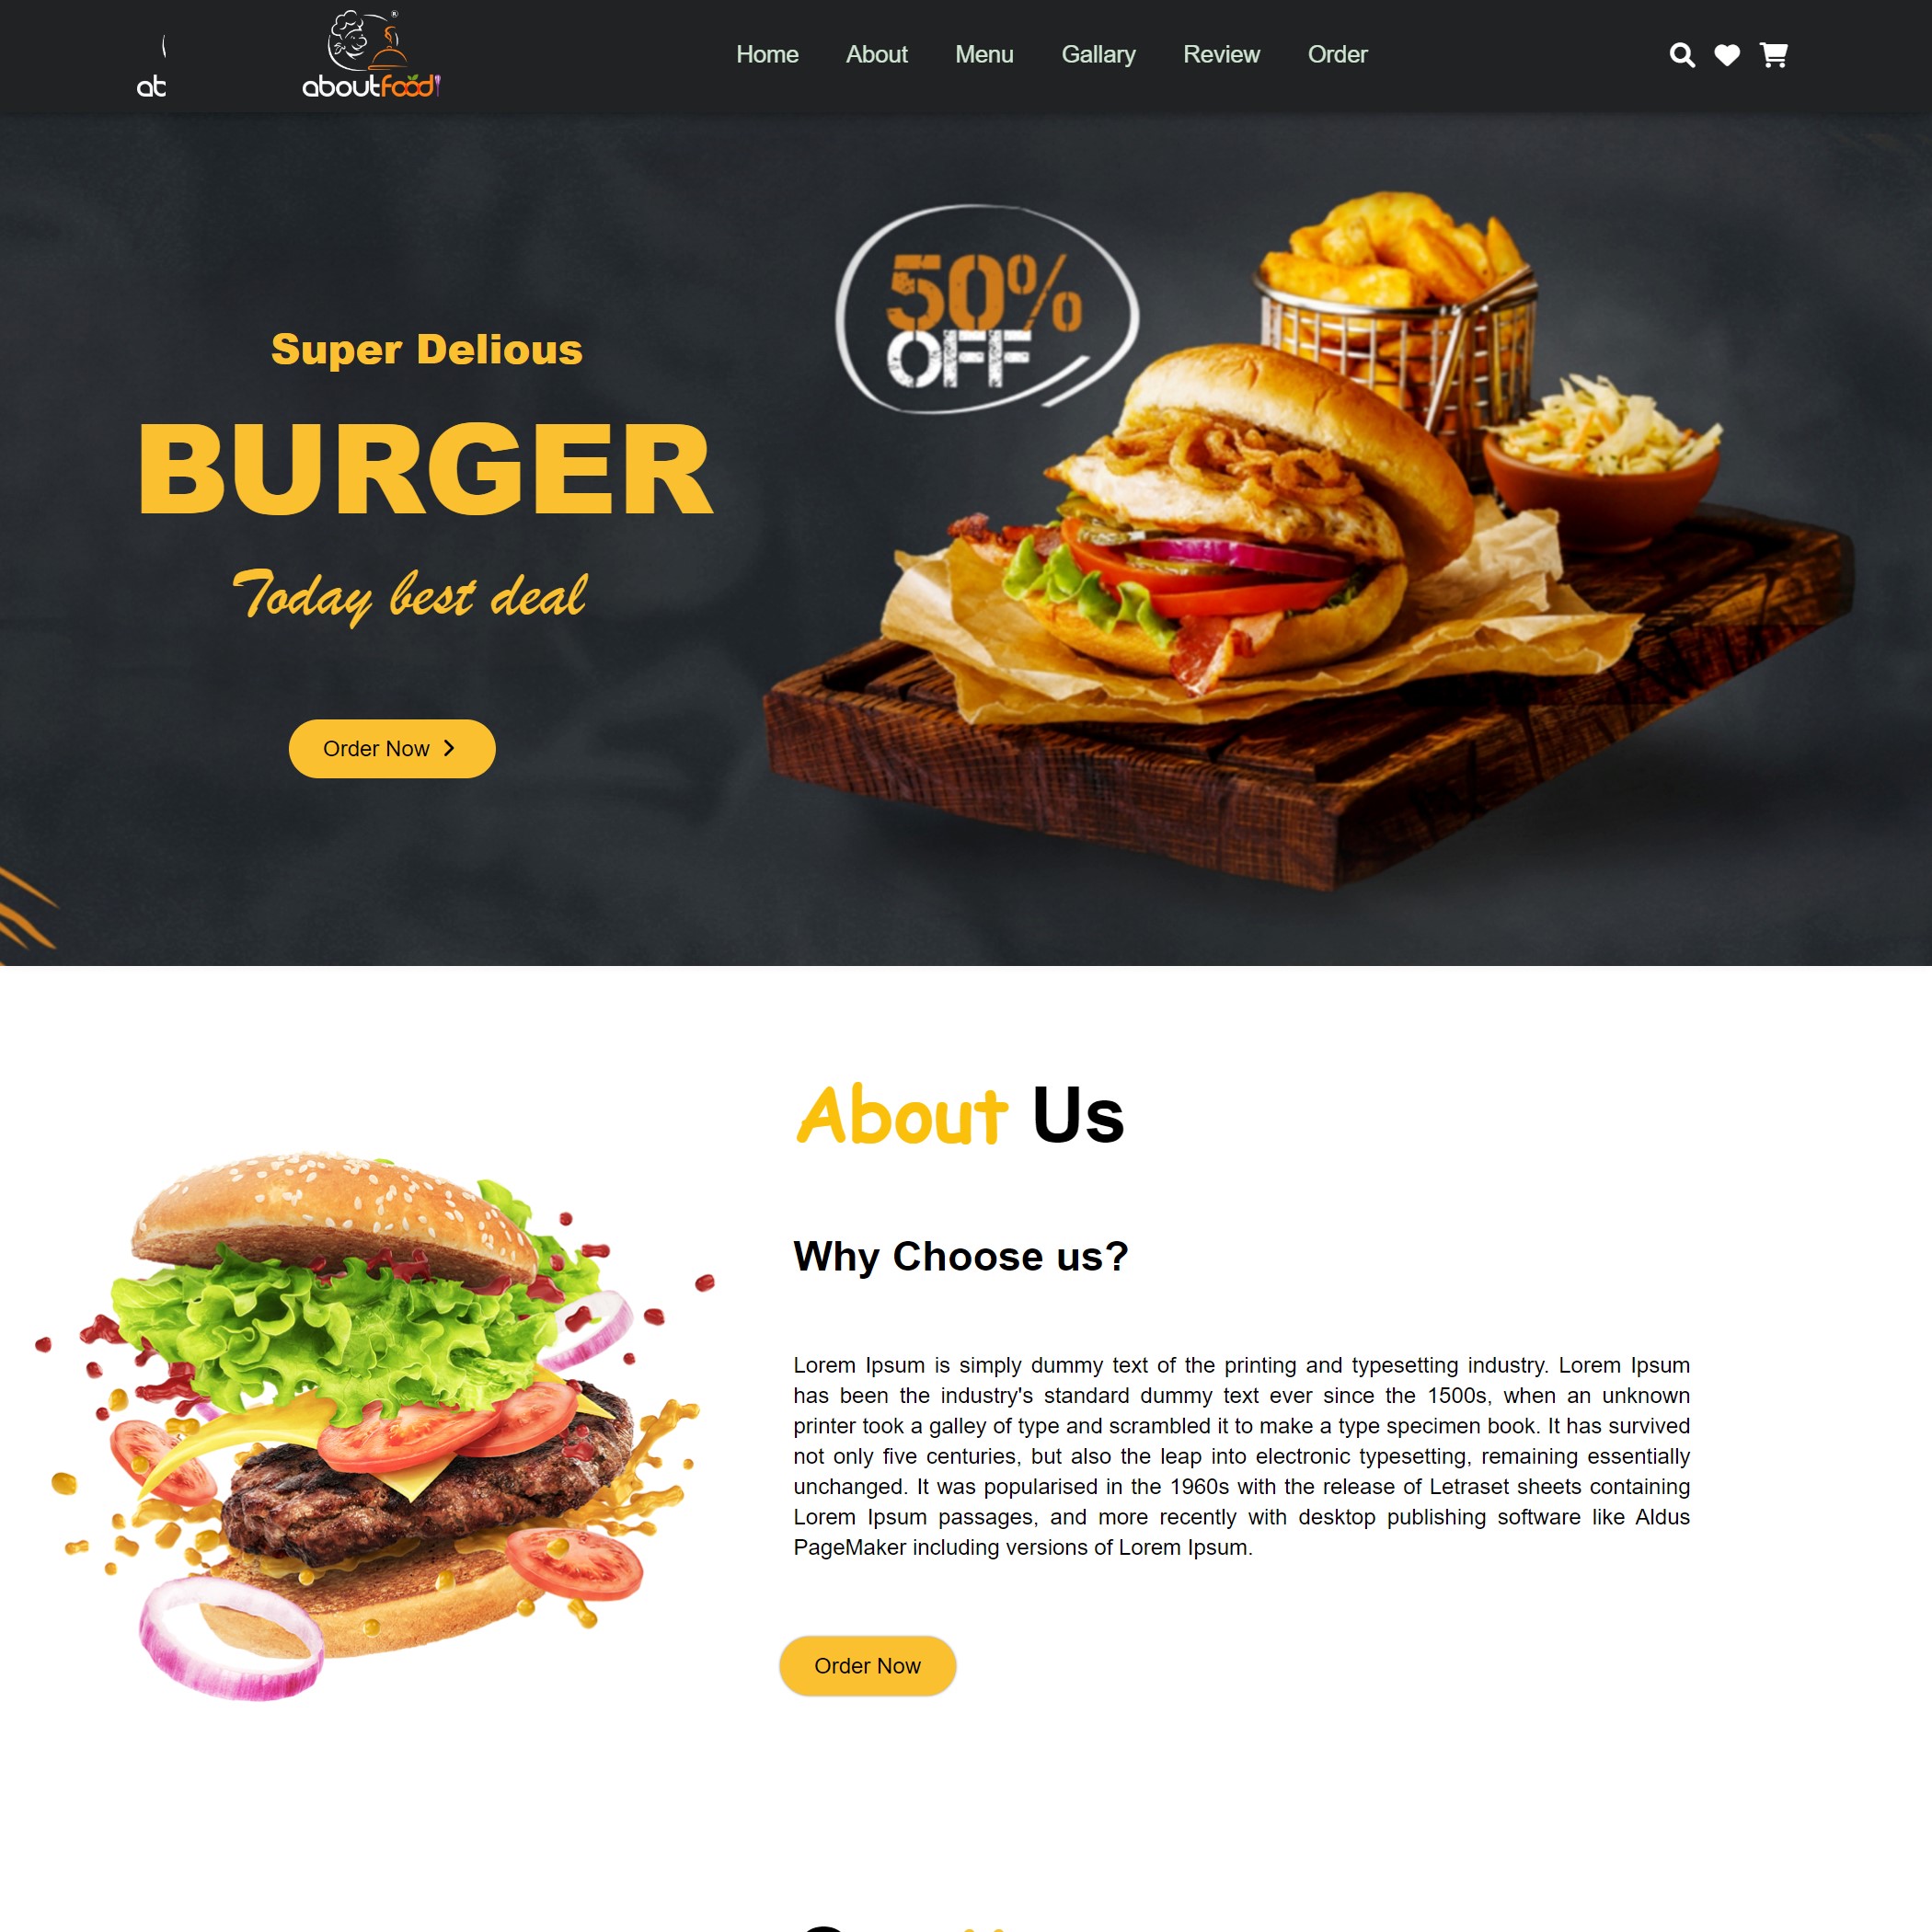 at
aboutfood
Home About Menu Gallary Review Order
50%
OFF
Super Delious
BURGER
Today best deal
Order Now
About Us
Why Choose us?
Lorem Ipsum is simply dummy text of the printing and typesetting industry. Lorem Ipsum
has been the industry's standard dummy text ever since the 1500s, when an unknown
printer took a galley of type and scrambled it to make a type specimen book. It has survived
not only five centuries, but also the leap into electronic typesetting, remaining essentially
unchanged. It was popularised in the 1960s with the release of Letraset sheets containing
Lorem Ipsum passages, and more recently with desktop publishing software like Aldus
PageMaker including versions of Lorem Ipsum.
Order Now